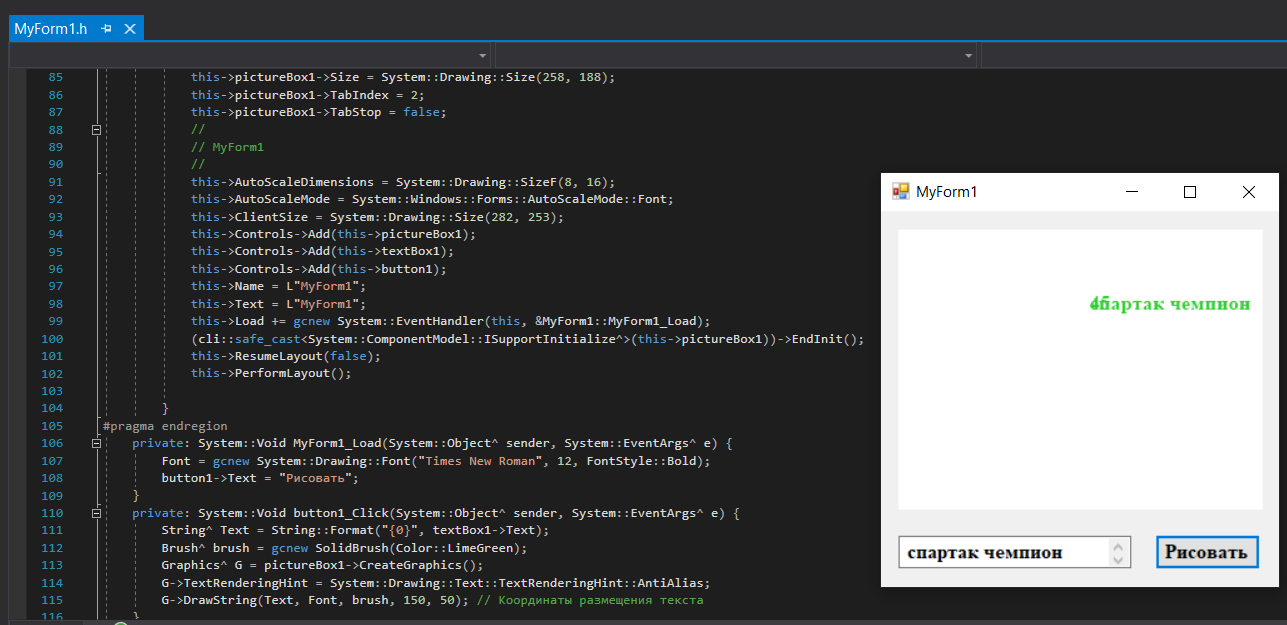 MyForm1.h
85 this->pictureBox1->Size = System::Drawing::Size(258, 188);
86 this->pictureBox1->TabIndex = 2;
87 this->pictureBox1->TabStop = false;
88 //
89 // MyForm1
90 //
91 this->AutoScaleDimensions = System::Drawing::SizeF(8, 16);
92 this->AutoScaleMode = System::Windows::Forms::AutoScaleMode::Font;
93 this->ClientSize = System::Drawing::Size(282, 253);
94 this->Controls->Add(this->pictureBox1);
95 this->Controls->Add(this->textBox1);
96 this->Controls->Add(this->button1);
97 this->Name = L"MyForm1";
98 this->Text = L"MyForm1";
99 this->Load += gcnew System::EventHandler(this, &MyForm1::MyForm1_Load);
100 (cli::safe_cast<System::ComponentModel::ISupportInitialize^>(this->pictureBox1))->EndInit();
101 this->ResumeLayout(false);
102 this->PerformLayout();
103
104 }
105 #pragma endregion
106 private: System::Void MyForm1_Load(System::Object^ sender, System::EventArgs^ e) {
107 Font = gcnew System::Drawing::Font("Times New Roman", 12, FontStyle::Bold);
108 button1->Text = "Рисовать";
109 }
110 private: System::Void button1_Click(System::Object^ sender, System::EventArgs^ e) {
111 String^ Text = String::Format("{0}", textBox1->Text);
112 Brush^ brush = gcnew SolidBrush(Color::LimeGreen);
113 Graphics^ G = pictureBox1->CreateGraphics();
114 G->TextRenderingHint = System::Drawing::Text::TextRenderingHint::AntiAlias;
115 G->DrawString(Text, Font, brush, 150, 50); // Координаты размещения текста
116 }
MyForm1
чемпион
спартак чемпион
Рисовать